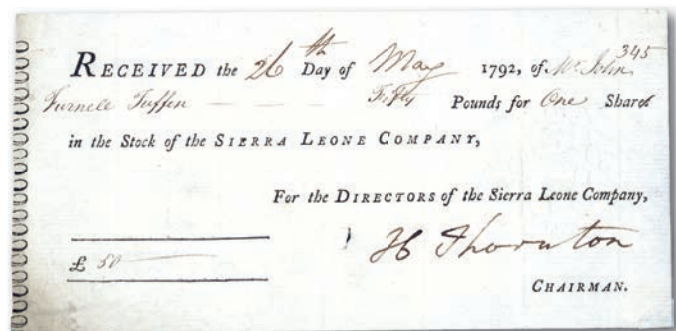 345
RECEIVED the 26th Day of May 1792, of Mr. John
Furnele Tuffen — — — Fifty Pounds for One Share
in the Stock of the SIERRA LEONE COMPANY,
For the DIRECTORS of the Sierra Leone Company,
H Thornton
£ 50
CHAIRMAN.